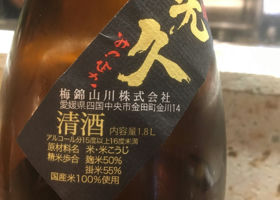 久
梅錦山川株式会社
愛媛県四国中央市金田町金川14
清酒 内容量1.8L
アルコール分15度以上16度未満
原材料名 米・米こうじ
精米歩合 麹米50%
掛米55%
国産米100%使用